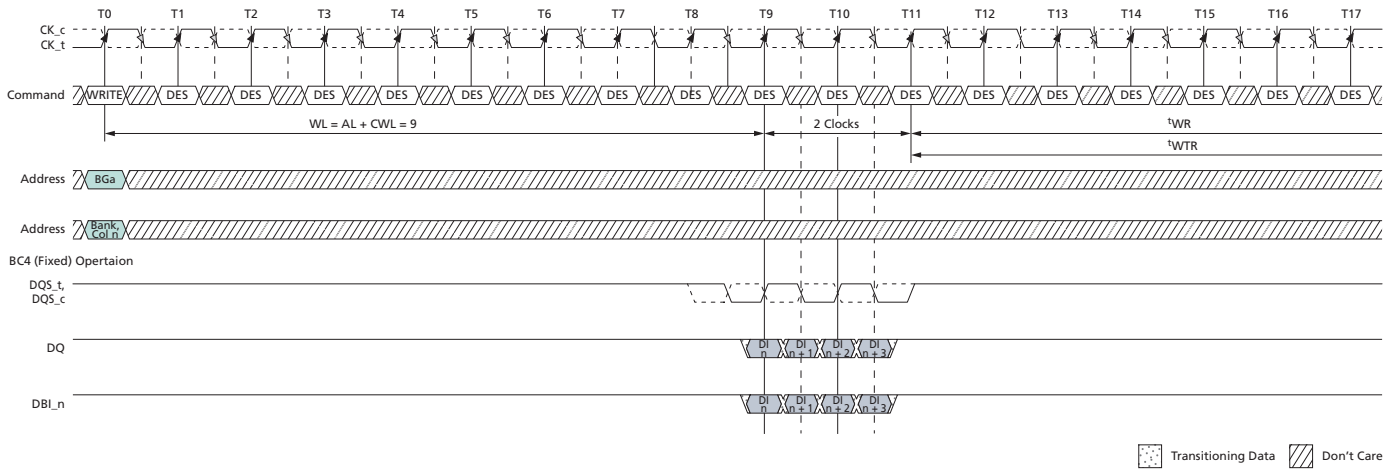 T0 T1 T2 T3 T4 T5 T6 T7 T8 T9 T10 T11 T12 T13 T14 T15 T16 T17
CK_c
CK_t
Command WRITE DES DES DES DES DES DES DES DES DES DES DES DES DES DES DES DES DES
WL = AL + CWL = 9 2 Clocks tWR
tWTR
Address BGa
Address Bank, Col n
BC4 (Fixed) Opertaion
DQS_t,
DQS_c
DQ DI n DI n + 1 DI n + 2 DI n + 3
DBI_n DI n DI n + 1 DI n + 2 DI n + 3
Transitioning Data Don't Care